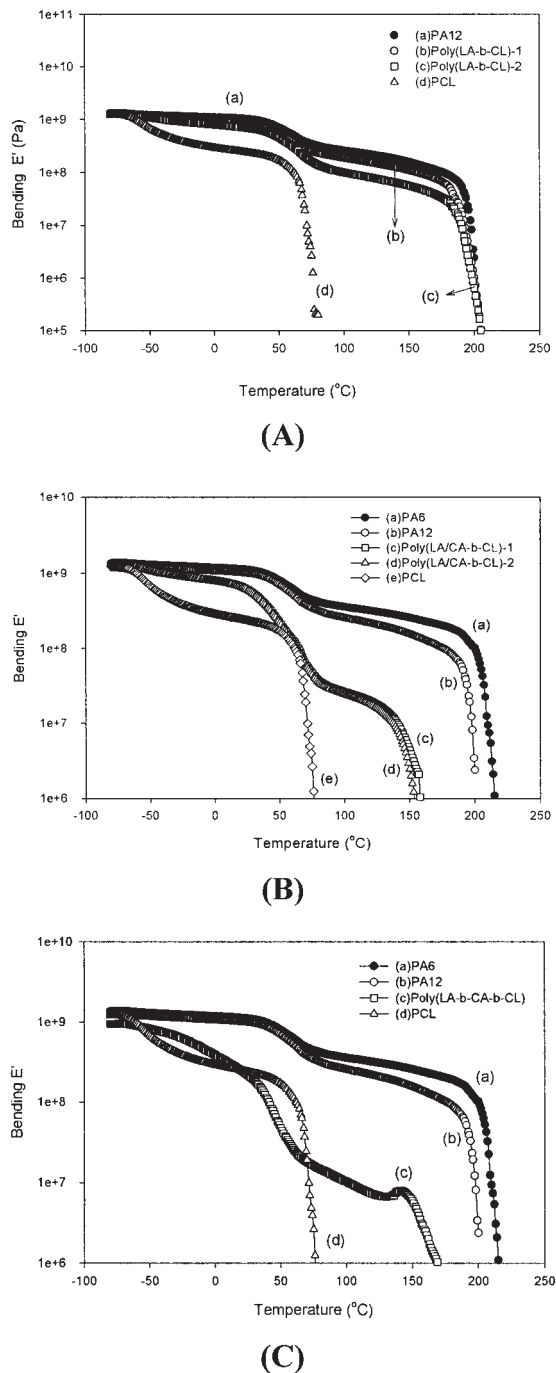 1e+11
1e+10
1e+9
1e+8
1e+7
1e+6
1e+5
Bending E' (Pa)
(a)PA12
(b)Poly(LA-b-CL)-1
(c)Poly(LA-b-CL)-2
(d)PCL
(a)
(b)
(c)
(d)
-100 -50 0 50 100 150 200 250
Temperature (°C)
(A)
1e+10
1e+9
1e+8
1e+7
1e+6
Bending E'
(a)PA6
(b)PA12
(c)Poly(LA/CA-b-CL)-1
(d)Poly(LA/CA-b-CL)-2
(e)PCL
(a)
(b)
(c)
(d)
(e)
-100 -50 0 50 100 150 200 250
Temperature (°C)
(B)
1e+10
1e+9
1e+8
1e+7
1e+6
Bending E'
(a)PA6
(b)PA12
(c)Poly(LA-b-CA-b-CL)
(d)PCL
(a)
(b)
(c)
(d)
-100 -50 0 50 100 150 200 250
Temperature (°C)
(C)